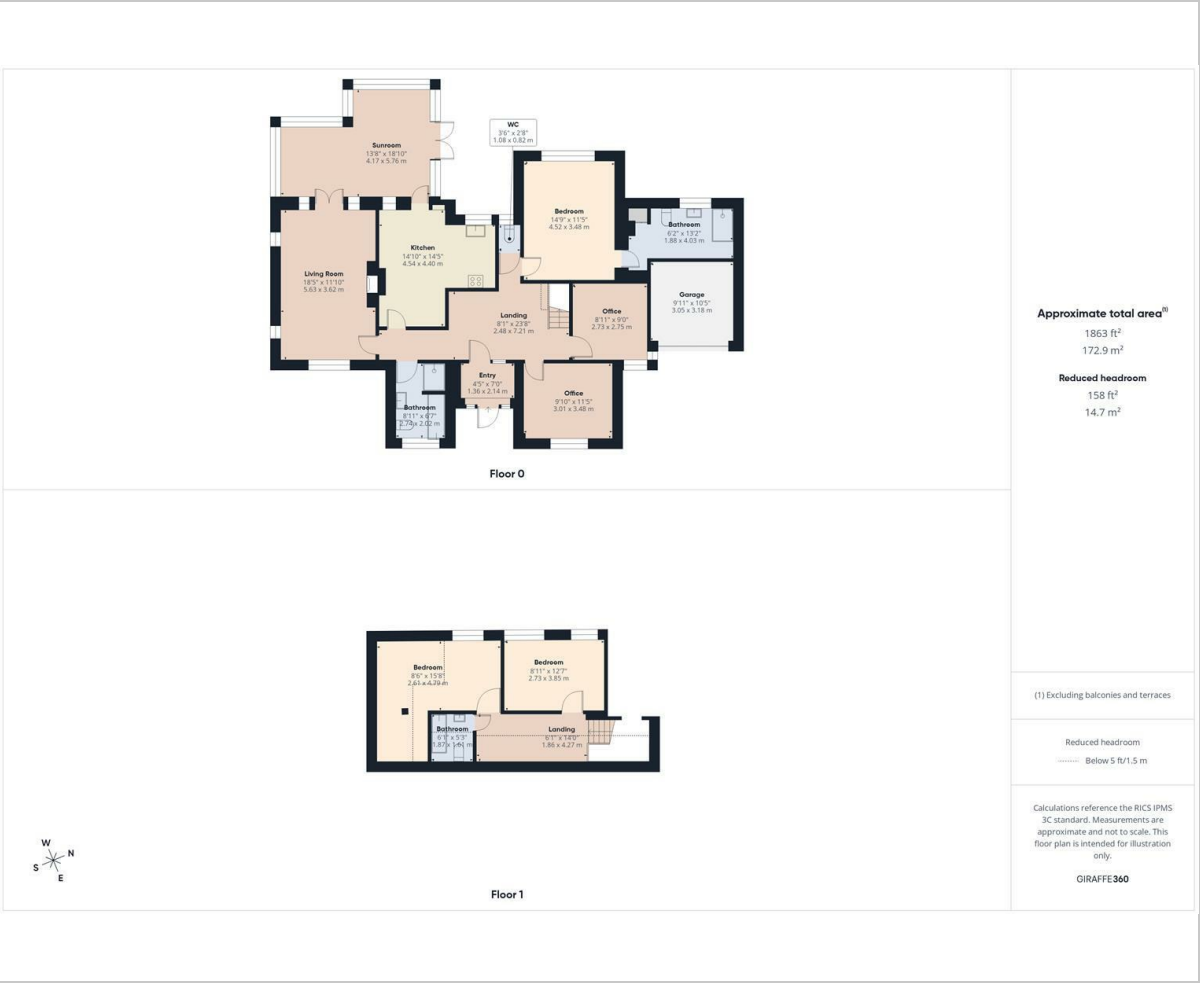 WC
3'6" x 2'8"
1.08 x 0.82 m
Sunroom
13'8" x 18'10"
4.17 x 5.76 m
Bedroom
14'9" x 11'5"
4.52 x 3.48 m
Bathroom
6'2" x 13'2"
1.88 x 4.03 m
Kitchen
14'10" x 14'5"
4.54 x 4.40 m
Living Room
18'5" x 11'10"
5.63 x 3.62 m
Garage
9'11" x 10'5"
3.05 x 3.18 m
Landing
8'1" x 23'8"
2.48 x 7.21 m
Office
8'11" x 9'0"
2.73 x 2.75 m
Entry
4'5" x 7'0"
1.36 x 2.14 m
Office
9'10" x 11'5"
3.01 x 3.48 m
Bathroom
8'11" x 6'7"
2.74 x 2.02 m
Floor 0
Bedroom
8'6" x 15'8"
2.61 x 4.79 m
Bedroom
8'11" x 12'7"
2.73 x 3.85 m
Bathroom
6'1" x 5'3"
1.87 x 1.61 m
Landing
6'1" x 14'0"
1.86 x 4.27 m
W
N
S
E
Floor 1
Approximate total area(1)
1863 ft²
172.9 m²
Reduced headroom
158 ft²
14.7 m²
(1) Excluding balconies and terraces
Reduced headroom
Below 5 ft/1.5 m
Calculations reference the RICS IPMS
3C standard. Measurements are
approximate and not to scale. This
floor plan is intended for illustration
only.
GIRAFFE360